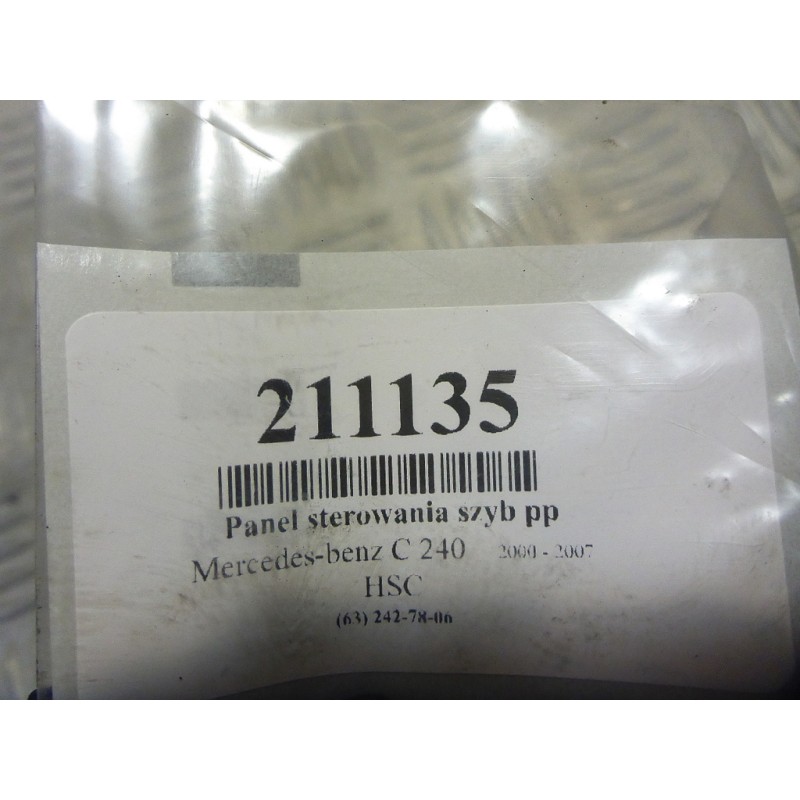 211135
Panel sterowania szyb pp
Mercedes-benz C 240 2000 - 2007
HSC
(63) 242-78-06